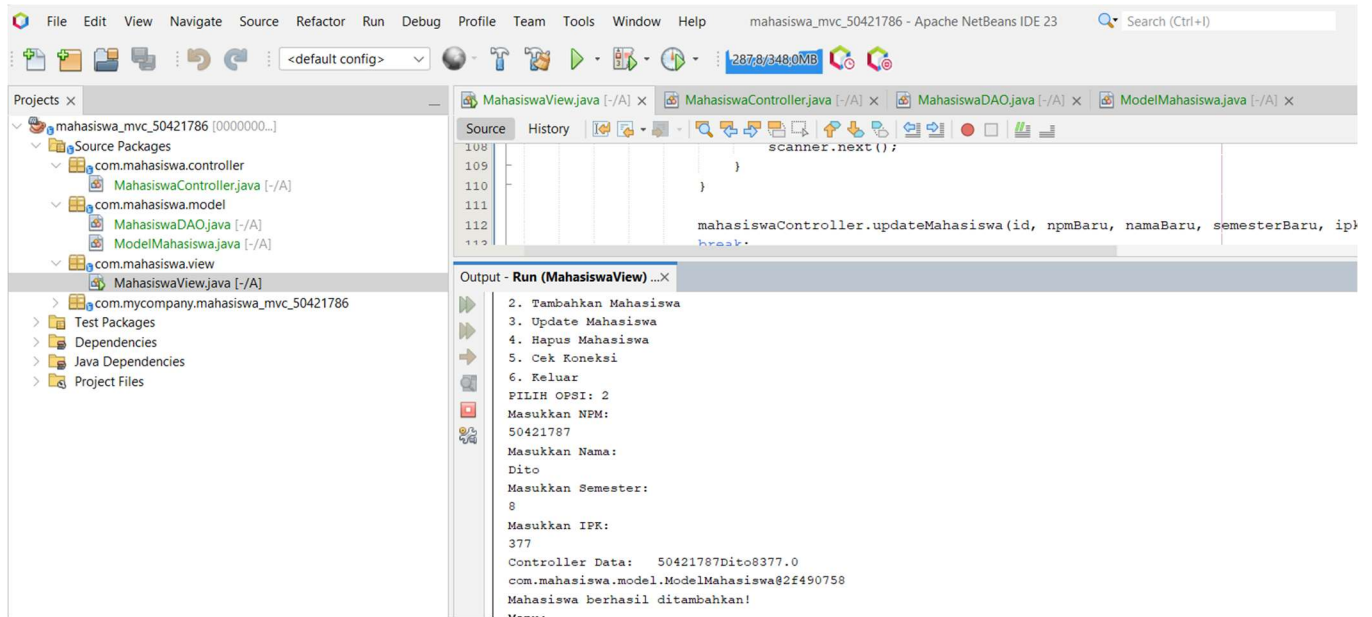 File Edit View Navigate Source Refactor Run Debug Profile Team Tools Window Help mahasiswa_mvc_50421786 - Apache NetBeans IDE 23 Search (Ctrl+I)
<default config> 287,8/348,0MB
Projects
mahasiswa_mvc_50421786 [0000000...]
Source Packages
com.mahasiswa.controller
MahasiswaController.java [-/A]
com.mahasiswa.model
MahasiswaDAO.java [-/A]
ModelMahasiswa.java [-/A]
com.mahasiswa.view
MahasiswaView.java [-/A]
com.mycompany.mahasiswa_mvc_50421786
Test Packages
Dependencies
Java Dependencies
Project Files
MahasiswaView.java [-/A] MahasiswaController.java [-/A] MahasiswaDAO.java [-/A] ModelMahasiswa.java [-/A]
Source History
108 scanner.next();
109 }
110 }
111
112 mahasiswaController.updateMahasiswa(id, npmBaru, namaBaru, semesterBaru, ipk
113 break;
Output - Run (MahasiswaView) ...
2. Tambahkan Mahasiswa
3. Update Mahasiswa
4. Hapus Mahasiswa
5. Cek Koneksi
6. Keluar
PILIH OPSI: 2
Masukkan NPM:
50421787
Masukkan Nama:
Dito
Masukkan Semester:
8
Masukkan IPK:
377
Controller Data: 50421787Dito8377.0
com.mahasiswa.model.ModelMahasiswa@2f490758
Mahasiswa berhasil ditambahkan!